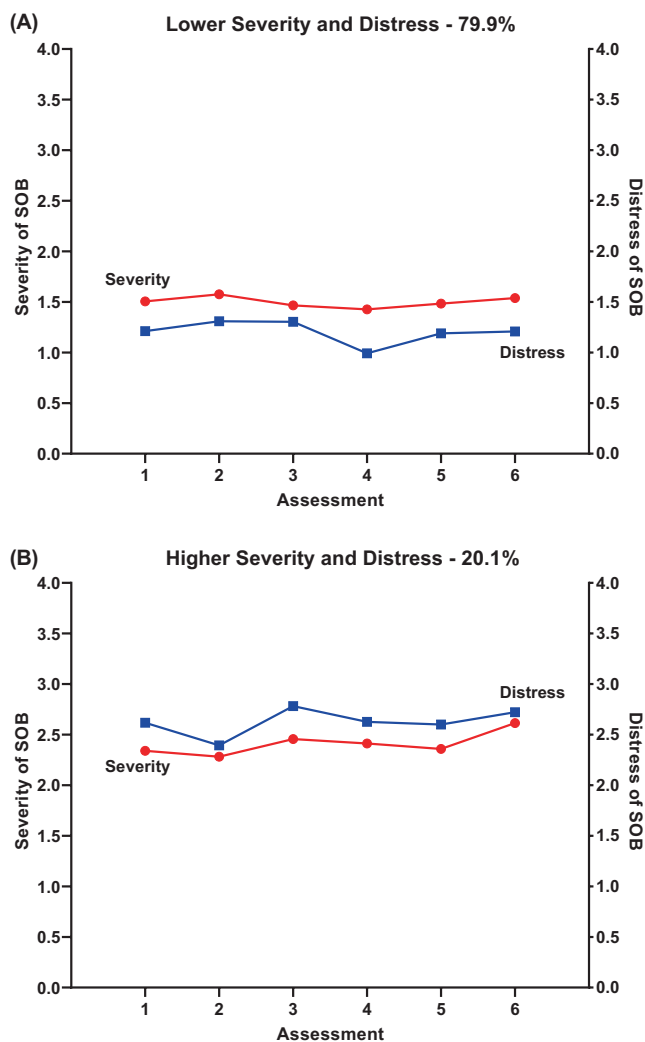 (A)
Lower Severity and Distress - 79.9%
4.0
3.5
3.0
2.5
2.0
1.5
1.0
0.5
0.0
Severity of SOB
Severity
Distress
4.0
3.5
3.0
2.5
2.0
1.5
1.0
0.5
0.0
Distress of SOB
1 2 3 4 5 6
Assessment
(B)
Higher Severity and Distress - 20.1%
4.0
3.5
3.0
2.5
2.0
1.5
1.0
0.5
0.0
Severity of SOB
Distress
Severity
4.0
3.5
3.0
2.5
2.0
1.5
1.0
0.5
0.0
Distress of SOB
1 2 3 4 5 6
Assessment